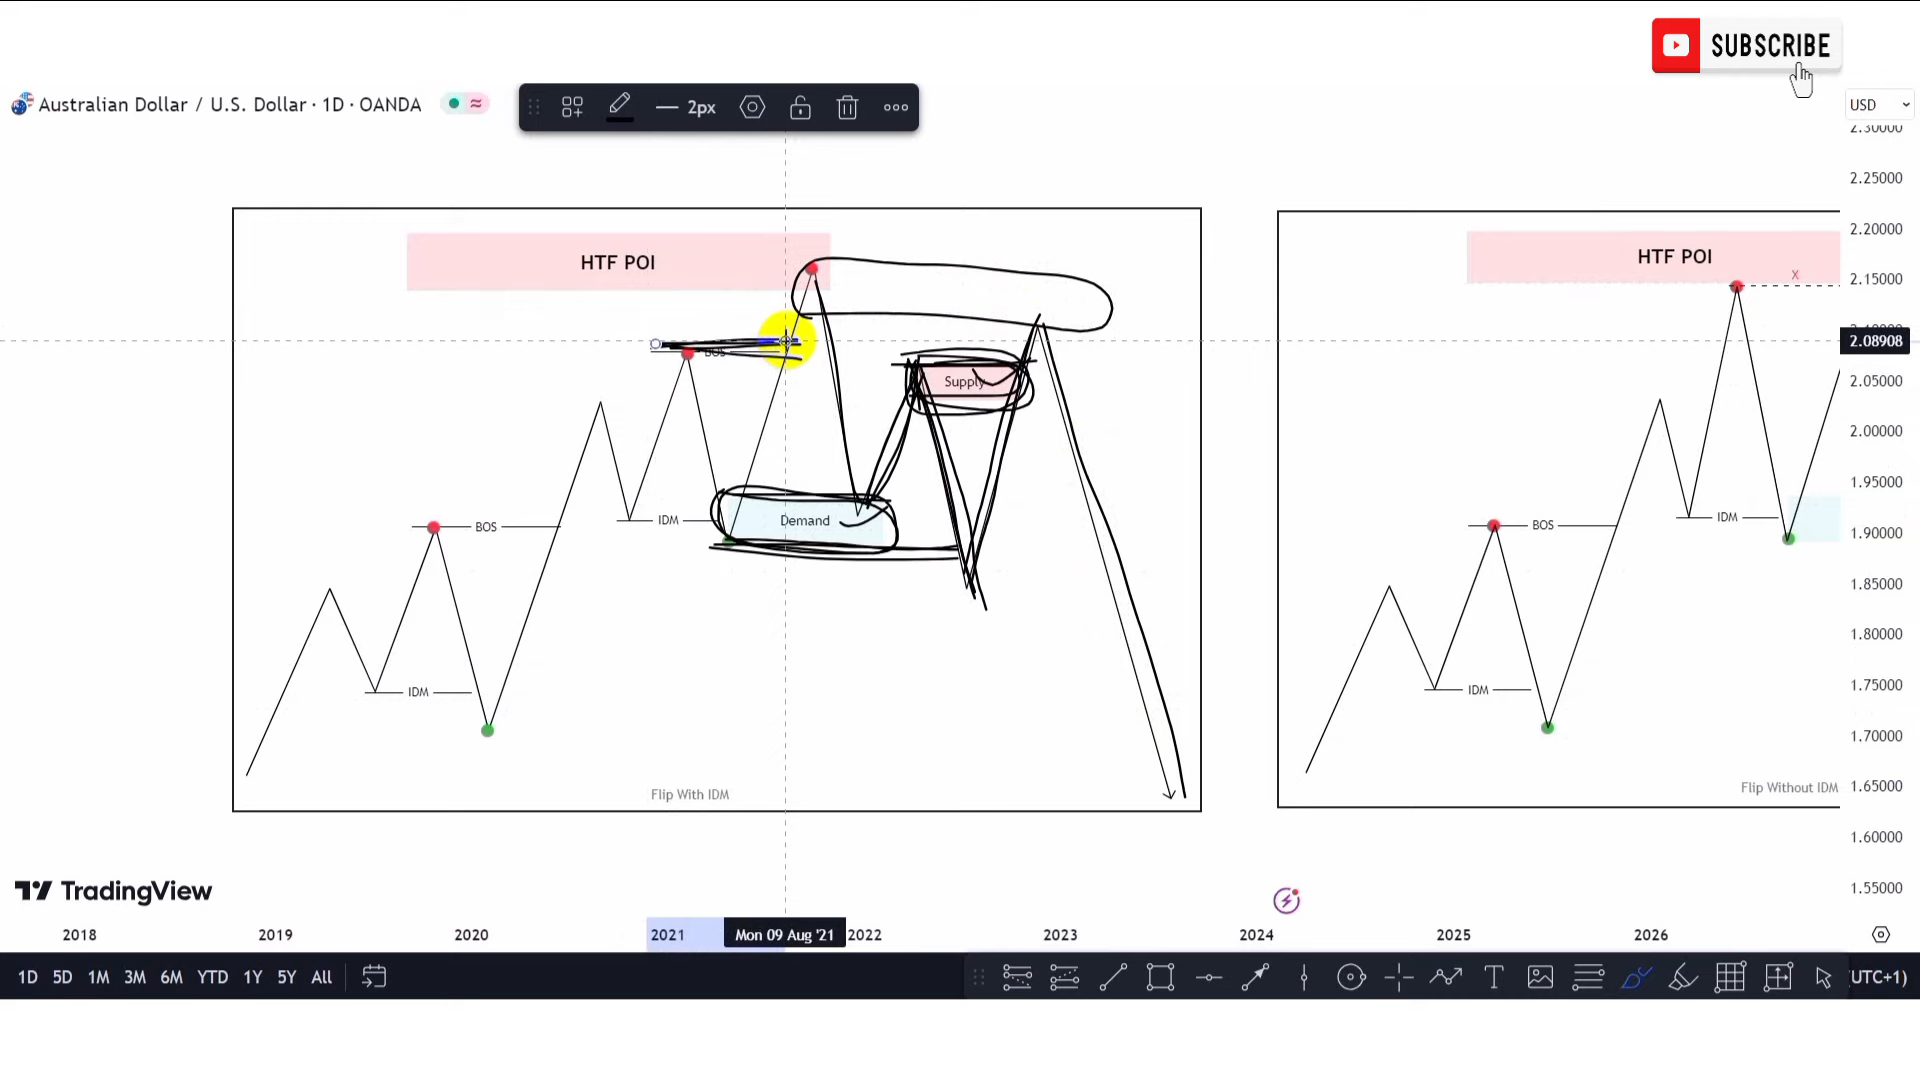 SUBSCRIBE
Australian Dollar / U.S. Dollar · 1D · OANDA
2px
USD
2.30000
2.25000
2.20000
2.15000
2.08908
2.05000
2.00000
1.95000
1.90000
1.85000
1.80000
1.75000
1.70000
1.65000
1.60000
1.55000
HTF POI
BOS
Supply
Demand
IDM
BOS
IDM
Flip With IDM
HTF POI
X
BOS
IDM
IDM
Flip Without IDM
TradingView
2018
2019
2020
2021
Mon 09 Aug '21
2022
2023
2024
2025
2026
1D 5D 1M 3M 6M YTD 1Y 5Y All
UTC+1)